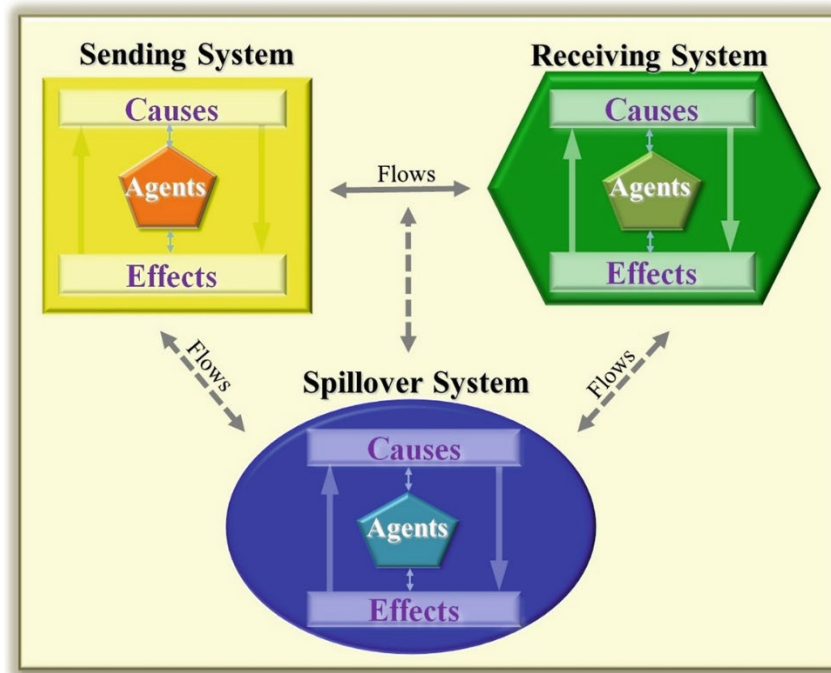 Sending System
Receiving System
Causes
Causes
Flows
Agents
Agents
Effects
Effects
Flows
Flows
Spillover System
Causes
Agents
Effects